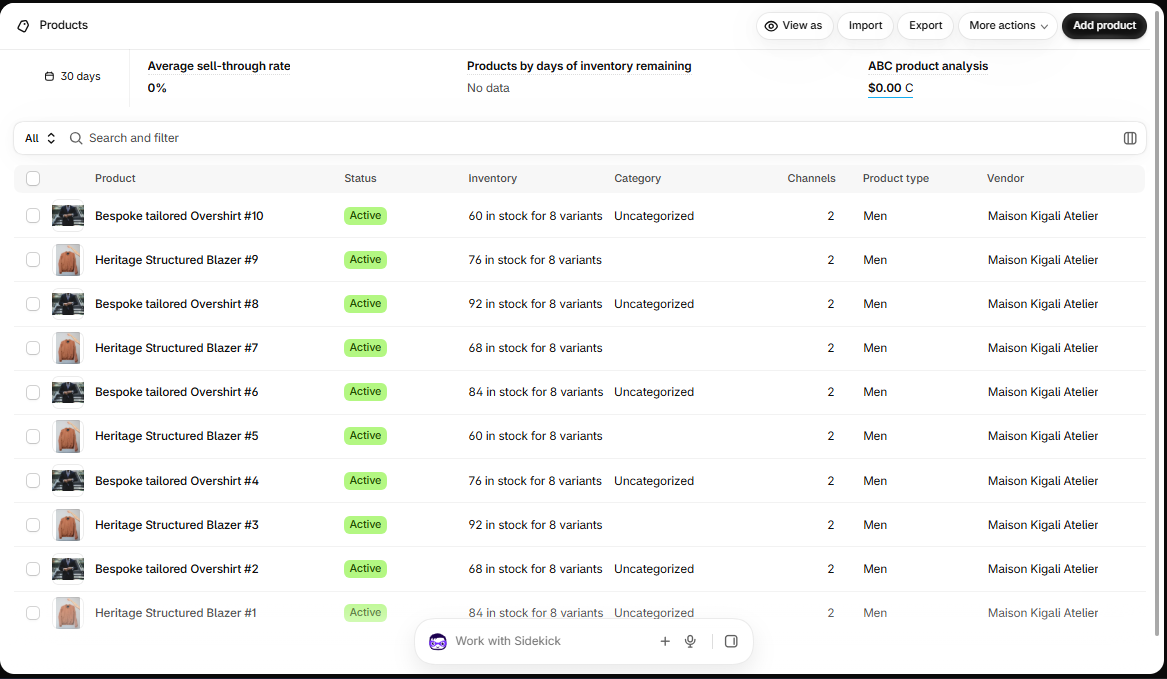 Products
View as
Import
Export
More actions
Add product
30 days
Average sell-through rate
0%
Products by days of inventory remaining
No data
ABC product analysis
$0.00 C
All
Search and filter
Product Status Inventory Category Channels Product type Vendor
Bespoke tailored Overshirt #10 Active 60 in stock for 8 variants Uncategorized 2 Men Maison Kigali Atelier
Heritage Structured Blazer #9 Active 76 in stock for 8 variants 2 Men Maison Kigali Atelier
Bespoke tailored Overshirt #8 Active 92 in stock for 8 variants Uncategorized 2 Men Maison Kigali Atelier
Heritage Structured Blazer #7 Active 68 in stock for 8 variants 2 Men Maison Kigali Atelier
Bespoke tailored Overshirt #6 Active 84 in stock for 8 variants Uncategorized 2 Men Maison Kigali Atelier
Heritage Structured Blazer #5 Active 60 in stock for 8 variants 2 Men Maison Kigali Atelier
Bespoke tailored Overshirt #4 Active 76 in stock for 8 variants Uncategorized 2 Men Maison Kigali Atelier
Heritage Structured Blazer #3 Active 92 in stock for 8 variants 2 Men Maison Kigali Atelier
Bespoke tailored Overshirt #2 Active 68 in stock for 8 variants Uncategorized 2 Men Maison Kigali Atelier
Heritage Structured Blazer #1 Active 84 in stock for 8 variants Uncategorized 2 Men Maison Kigali Atelier
Work with Sidekick